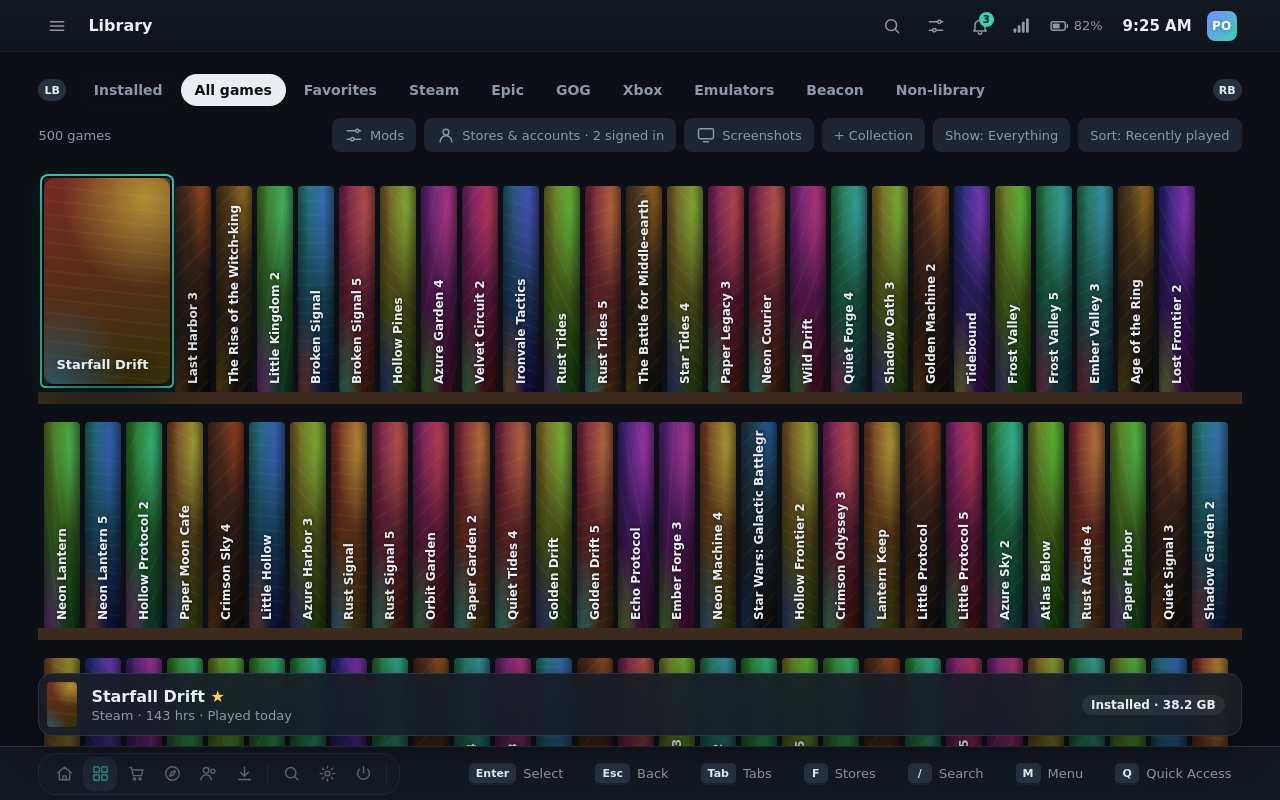 Library
3
82%
9:25 AM
PO
LB
Installed
All games
Favorites
Steam
Epic
GOG
Xbox
Emulators
Beacon
Non-library
RB
500 games
Mods
Stores & accounts · 2 signed in
Screenshots
+ Collection
Show: Everything
Sort: Recently played
Starfall Drift
Last Harbor 3
The Rise of the Witch-king
Little Kingdom 2
Broken Signal
Broken Signal 5
Hollow Pines
Azure Garden 4
Velvet Circuit 2
Ironvale Tactics
Rust Tides
Rust Tides 5
The Battle for Middle-earth
Star Tides 4
Paper Legacy 3
Neon Courier
Wild Drift
Quiet Forge 4
Shadow Oath 3
Golden Machine 2
Tidebound
Frost Valley
Frost Valley 5
Ember Valley 3
Age of the Ring
Lost Frontier 2
Neon Lantern
Neon Lantern 5
Hollow Protocol 2
Paper Moon Cafe
Crimson Sky 4
Little Hollow
Azure Harbor 3
Rust Signal
Rust Signal 5
Orbit Garden
Paper Garden 2
Quiet Tides 4
Golden Drift
Golden Drift 5
Echo Protocol
Ember Forge 3
Neon Machine 4
Star Wars: Galactic Battlegr
Hollow Frontier 2
Crimson Odyssey 3
Lantern Keep
Little Protocol
Little Protocol 5
Azure Sky 2
Atlas Below
Rust Arcade 4
Paper Harbor
Quiet Signal 3
Shadow Garden 2
Starfall Drift ★
Steam · 143 hrs · Played today
Installed · 38.2 GB
Enter Select
Esc Back
Tab Tabs
F Stores
/ Search
M Menu
Q Quick Access